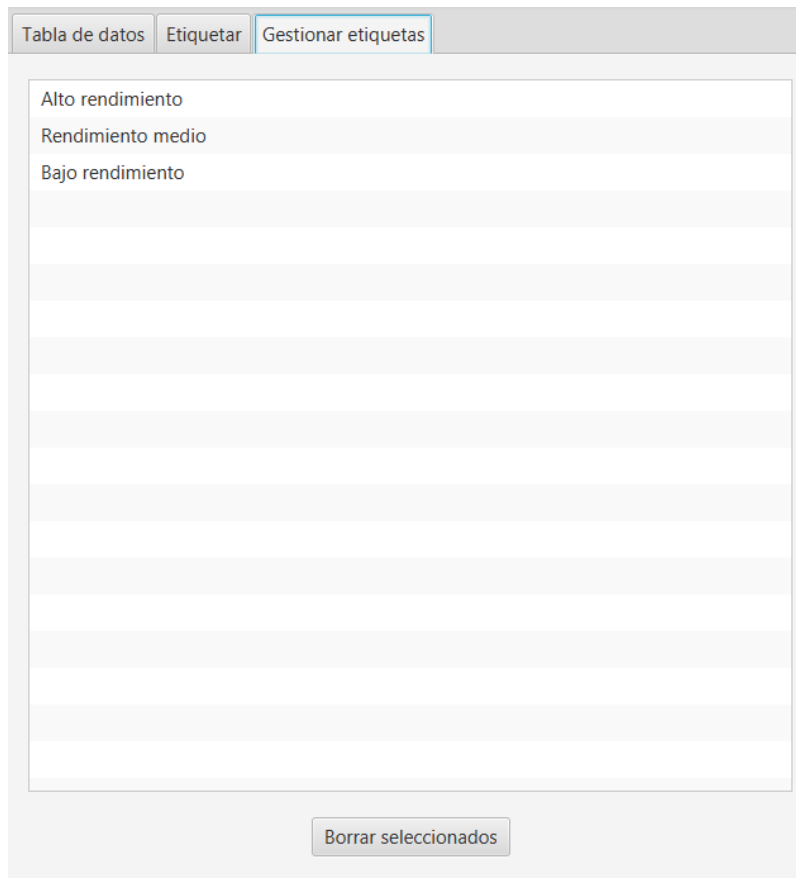 Tabla de datos Etiquetar Gestionar etiquetas
Alto rendimiento
Rendimiento medio
Bajo rendimiento
Borrar seleccionados